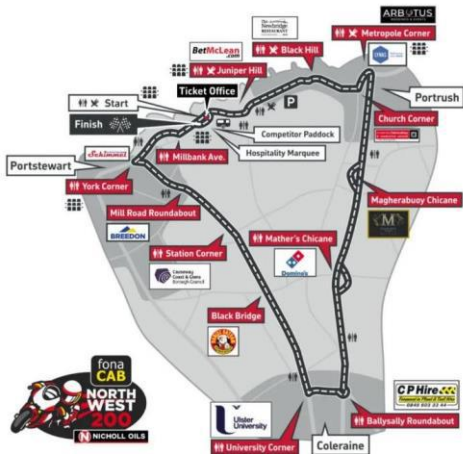 ARBUTUS
The Newbridge
RESTAURANT
BetMcLean
.com
Black Hill
Metropole Corner
Juniper Hill
Ticket Office
Start
Finish
P
Portrush
Church Corner
Competitor Paddock
Hospitality Marquee
Millbank Ave.
Schimmel
Portstewart
York Corner
Magherabuoy Chicane
M
Mill Road Roundabout
BREEDON
Mather's Chicane
Domino's
Station Corner
Causeway
Coast & Glens
Borough Council
Black Bridge
fona
CAB
NORTH
WEST
200
N NICHOLL OILS
CP Hire
Ulster
University
Ballysally Roundabout
University Corner
Coleraine